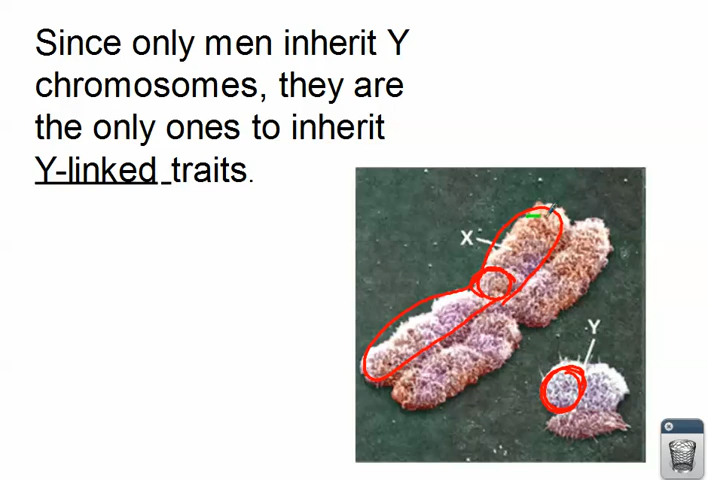 Since only men inherit Y
chromosomes, they are
the only ones to inherit
Y-linked traits.
X
Y